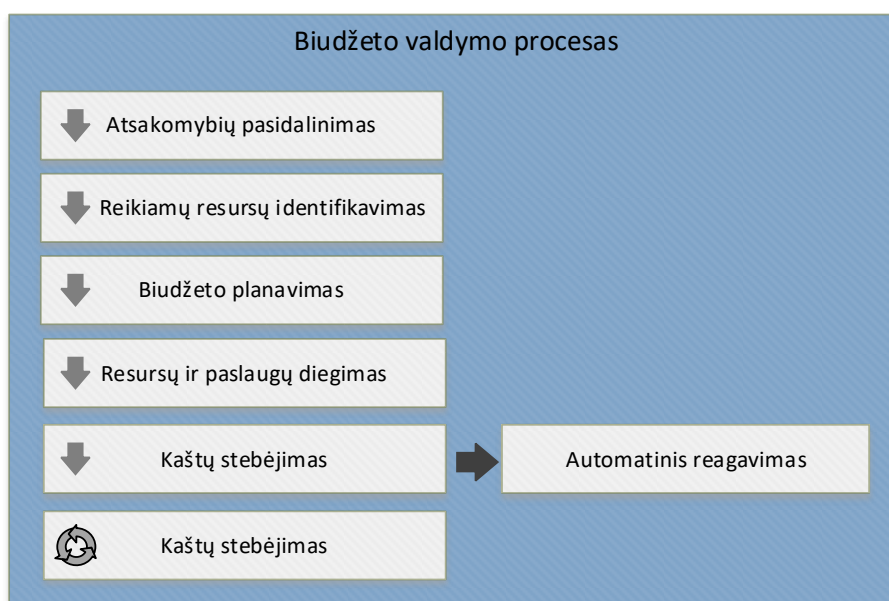 Biudžeto valdymo procesas
Atsakomybių pasidalinimas
Reikiamų resursų identifikavimas
Biudžeto planavimas
Resursų ir paslaugų diegimas
Kaštų stebėjimas
Automatinis reagavimas
Kaštų stebėjimas